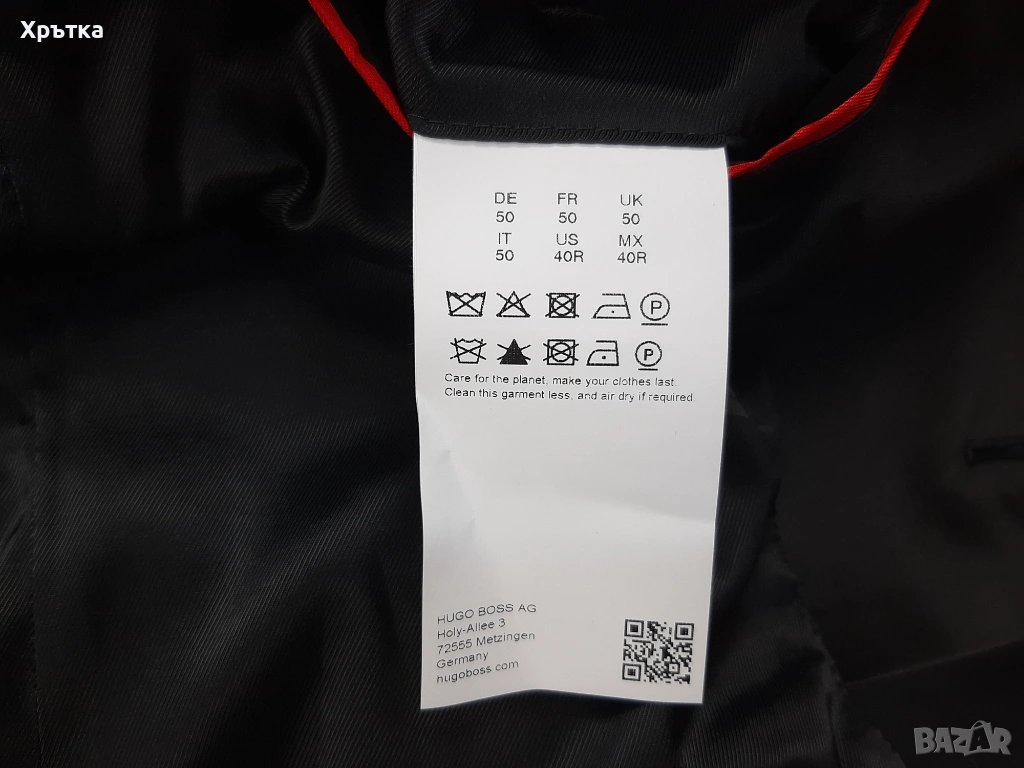 Хрътка
DE FR UK
50 50 50
IT US MX
50 40R 40R
P
P
Care for the planet, make your clothes last.
Clean this garment less, and air dry if required.
HUGO BOSS AG
Holy-Allee 3
72555 Metzingen
Germany
hugoboss.com
BAZAR